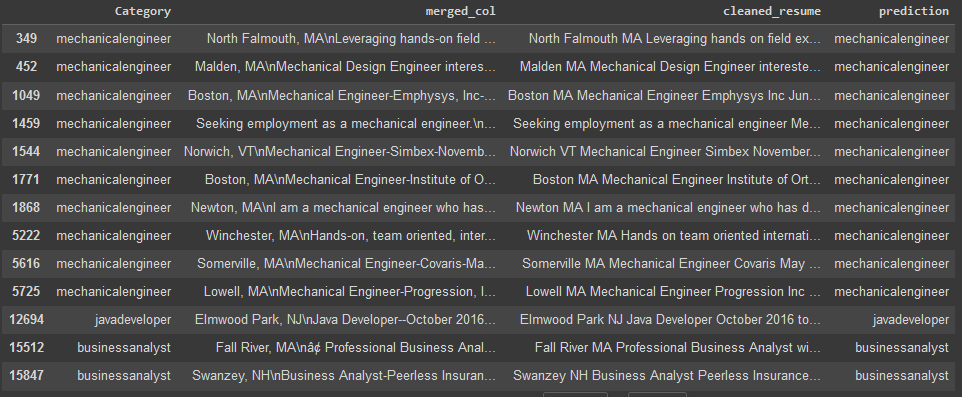 Category merged_col cleaned_resume prediction
349 mechanicalengineer North Falmouth, MA\nLeveraging hands-on field ... North Falmouth MA Leveraging hands on field ex... mechanicalengineer
452 mechanicalengineer Malden, MA\nMechanical Design Engineer interes... Malden MA Mechanical Design Engineer intereste... mechanicalengineer
1049 mechanicalengineer Boston, MA\nMechanical Engineer-Emphysys, Inc-... Boston MA Mechanical Engineer Emphysys Inc Jun... mechanicalengineer
1459 mechanicalengineer Seeking employment as a mechanical engineer.\n... Seeking employment as a mechanical engineer Me... mechanicalengineer
1544 mechanicalengineer Norwich, VT\nMechanical Engineer-Simbex-Novemb... Norwich VT Mechanical Engineer Simbex November... mechanicalengineer
1771 mechanicalengineer Boston, MA\nMechanical Engineer-Institute of O... Boston MA Mechanical Engineer Institute of Ort... mechanicalengineer
1868 mechanicalengineer Newton, MA\nI am a mechanical engineer who has... Newton MA I am a mechanical engineer who has d... mechanicalengineer
5222 mechanicalengineer Winchester, MA\nHands-on, team oriented, inter... Winchester MA Hands on team oriented internati... mechanicalengineer
5616 mechanicalengineer Somerville, MA\nMechanical Engineer-Covaris-Ma... Somerville MA Mechanical Engineer Covaris May ... mechanicalengineer
5725 mechanicalengineer Lowell, MA\nMechanical Engineer-Progression, I... Lowell MA Mechanical Engineer Progression Inc ... mechanicalengineer
12694 javadeveloper Elmwood Park, NJ\nJava Developer--October 2016... Elmwood Park NJ Java Developer October 2016 to... javadeveloper
15512 businessanalyst Fall River, MA\nâ¢ Professional Business Anal... Fall River MA Professional Business Analyst wi... businessanalyst
15847 businessanalyst Swanzey, NH\nBusiness Analyst-Peerless Insuran... Swanzey NH Business Analyst Peerless Insurance... businessanalyst